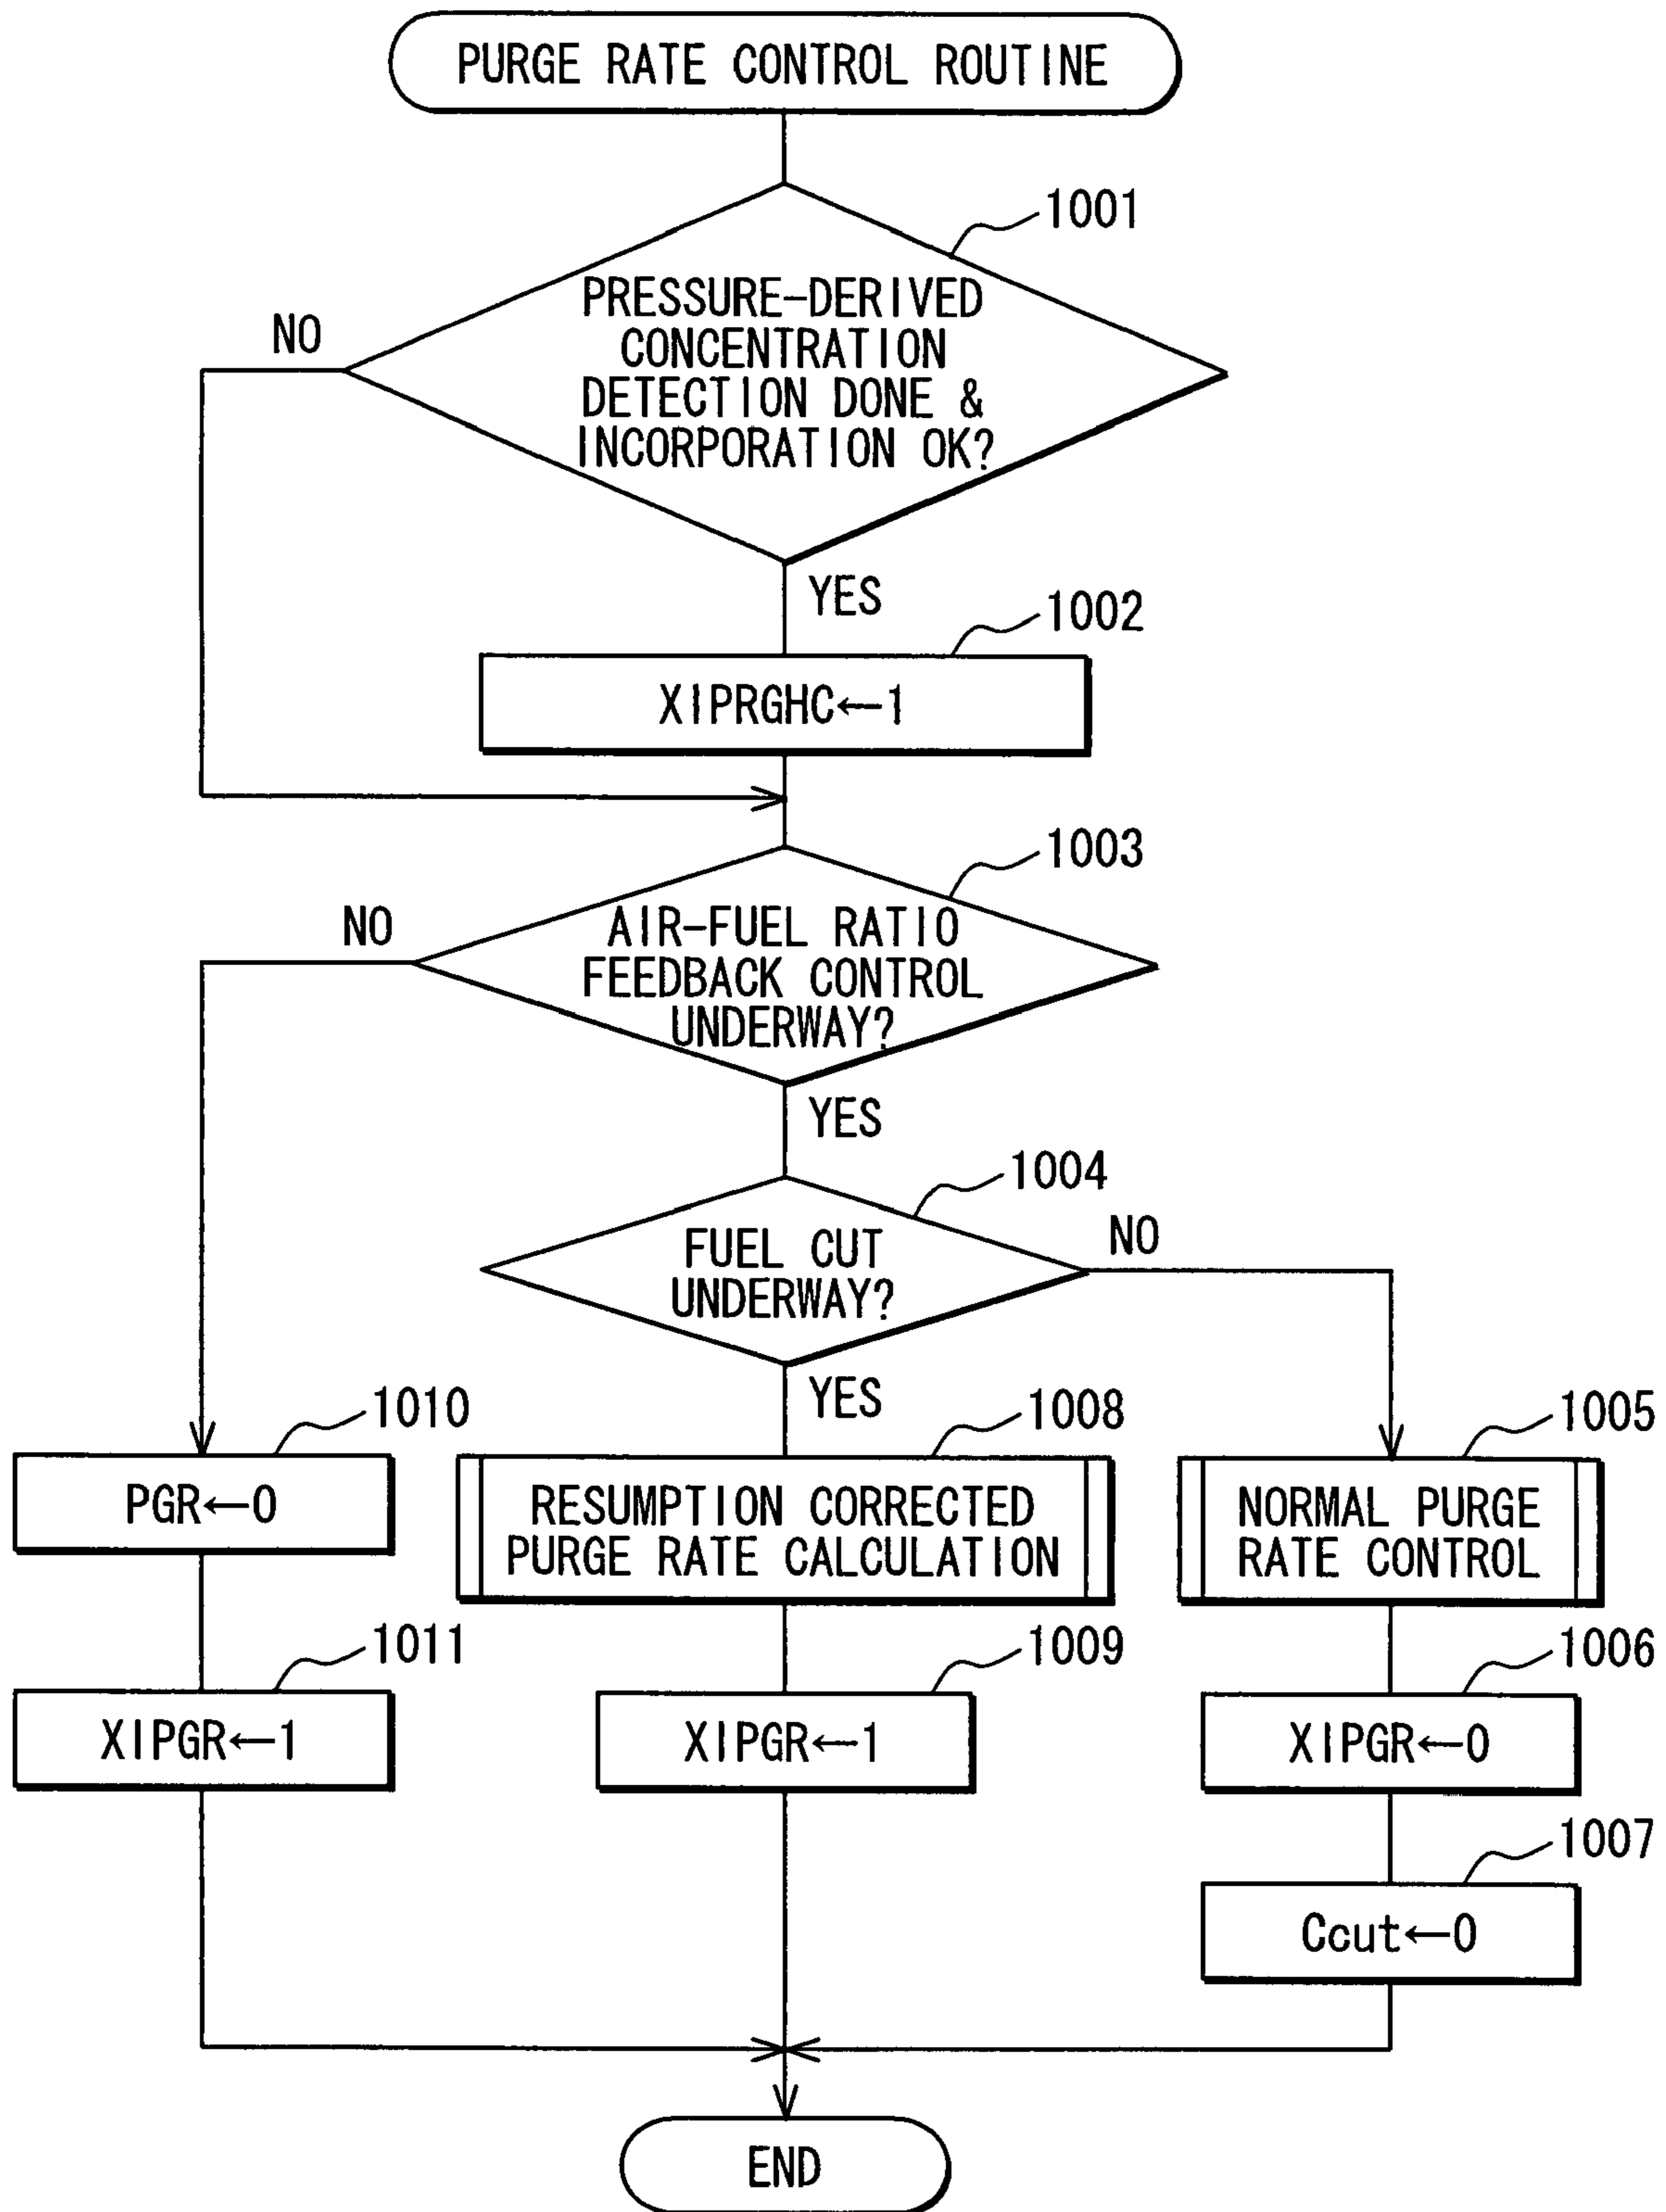 PURGE RATE CONTROL ROUTINE
1001
PRESSURE-DERIVED
CONCENTRATION
DETECTION DONE &
INCORPORATION OK?
NO
YES
1002
XIPRGHC←1
1003
AIR-FUEL RATIO
FEEDBACK CONTROL
UNDERWAY?
NO
YES
1004
FUEL CUT
UNDERWAY?
NO
YES
1010
PGR←0
1008
RESUMPTION CORRECTED
PURGE RATE CALCULATION
1005
NORMAL PURGE
RATE CONTROL
1011
XIPGR←1
1009
XIPGR←1
1006
XIPGR←0
1007
Ccut←0
END